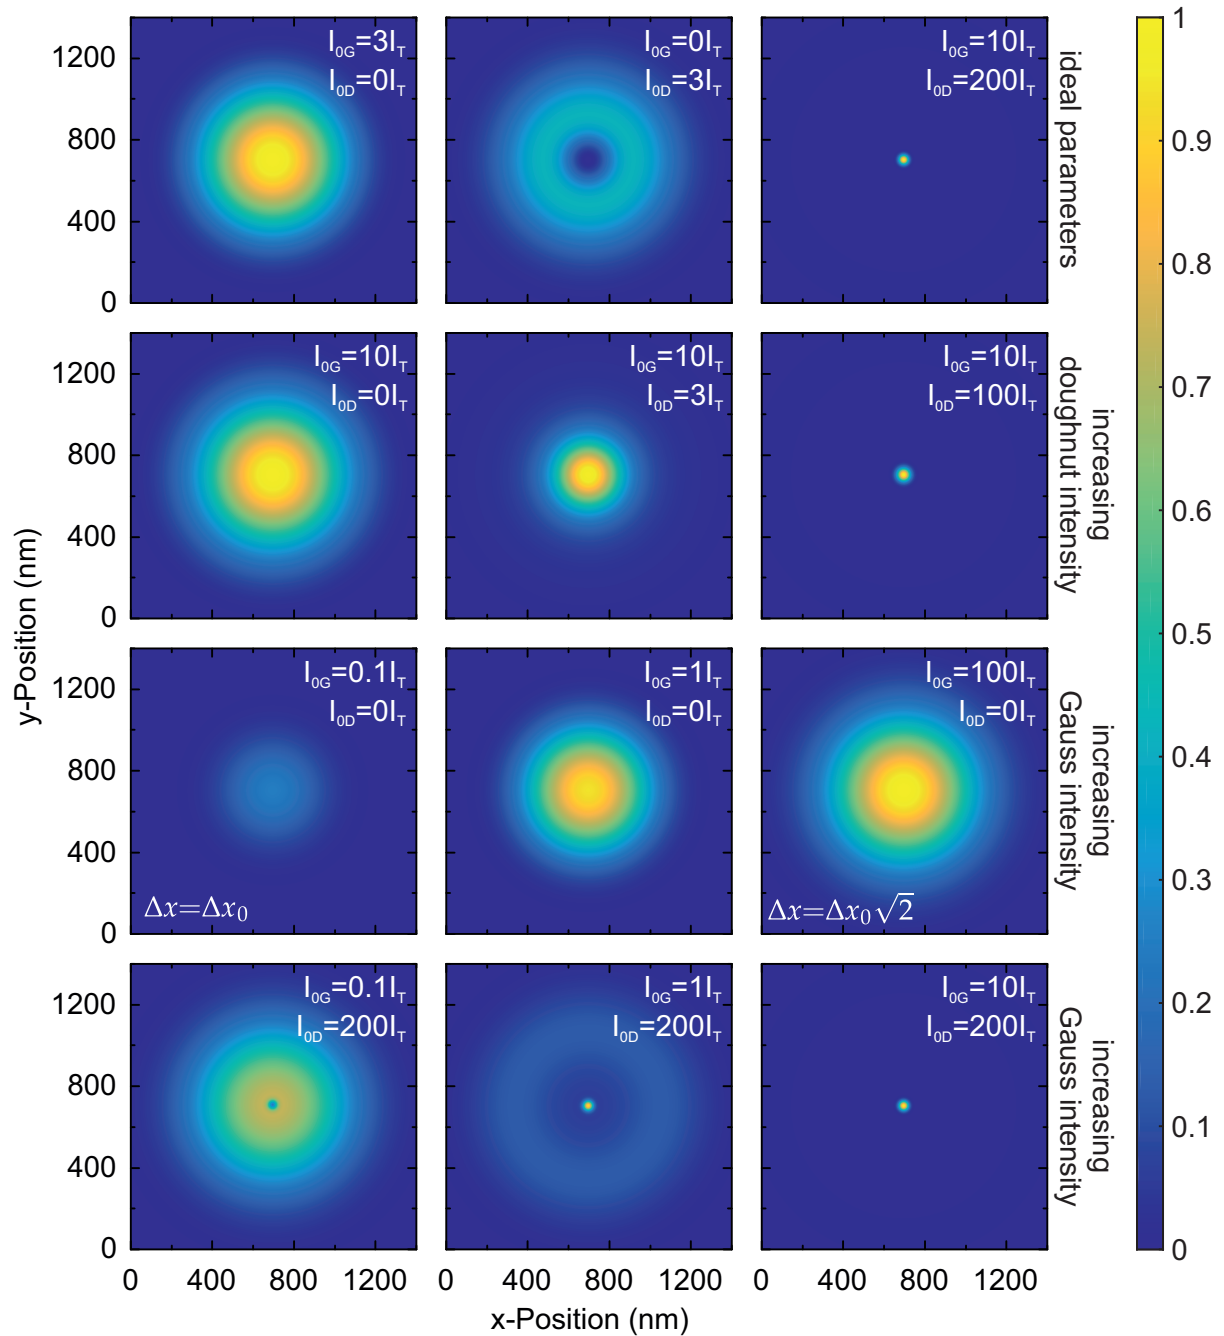 I0G=3IT
I0D=0IT
I0G=0IT
I0D=3IT
I0G=10IT
I0D=200IT
ideal parameters
1200
800
400
0
I0G=10IT
I0D=0IT
I0G=10IT
I0D=3IT
I0G=10IT
I0D=100IT
increasing
doughnut intensity
1200
800
400
0
I0G=0.1IT
I0D=0IT
Δx=Δx0
I0G=1IT
I0D=0IT
I0G=100IT
I0D=0IT
Δx=Δx0√2
increasing
Gauss intensity
1200
800
400
0
I0G=0.1IT
I0D=200IT
I0G=1IT
I0D=200IT
I0G=10IT
I0D=200IT
increasing
Gauss intensity
1200
800
400
0
0 400 800 1200
0 400 800 1200
0 400 800 1200
x-Position (nm)
y-Position (nm)
1
0.9
0.8
0.7
0.6
0.5
0.4
0.3
0.2
0.1
0